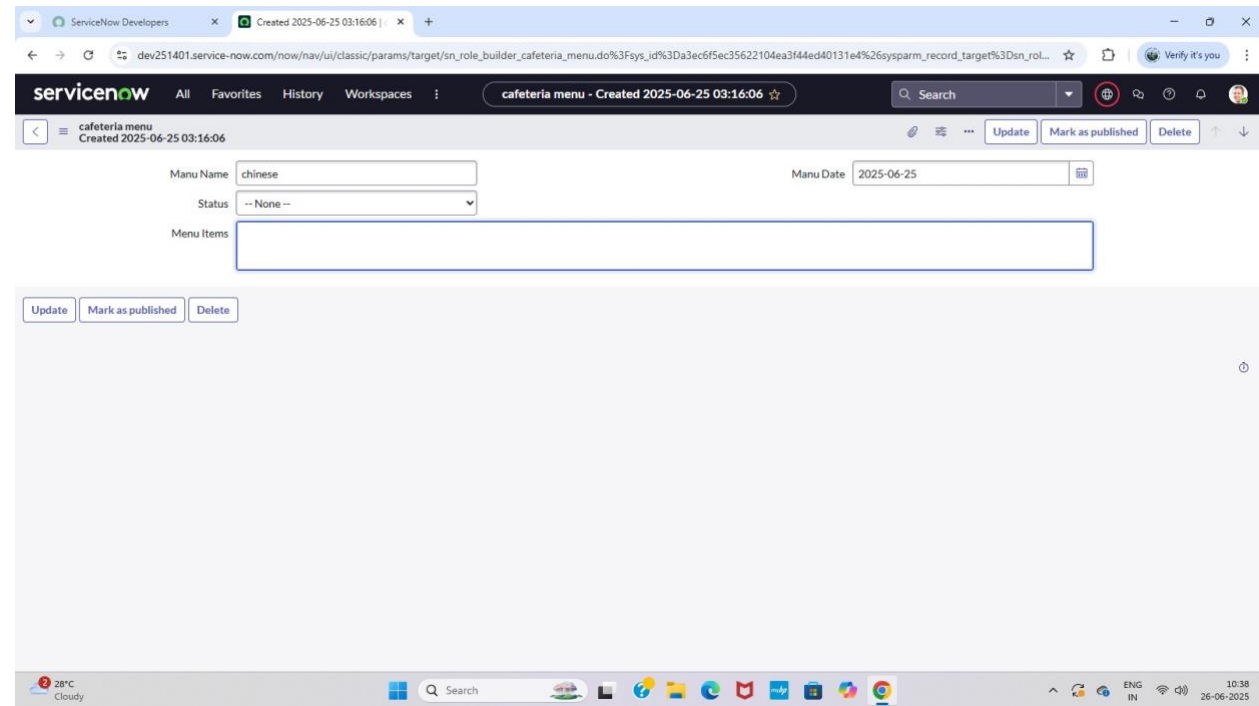 ServiceNow Developers
Created 2025-06-25 03:16:06 | c
dev251401.service-now.com/now/nav/ui/classic/params/target/sn_role_builder_cafeteria_menu.do%3Fsys_id%3Da3ec6f5ec35622104ea3f44ed40131e4%26sysparm_record_target%3Dsn_rol... Verify it's you
servicenow All Favorites History Workspaces cafeteria menu - Created 2025-06-25 03:16:06 Search
cafeteria menu
Created 2025-06-25 03:16:06
Update Mark as published Delete
Manu Name chinese Manu Date 2025-06-25
Status -- None --
Menu Items
Update Mark as published Delete
2 28°C
Cloudy
Search
ENG
IN
10:38
26-06-2025